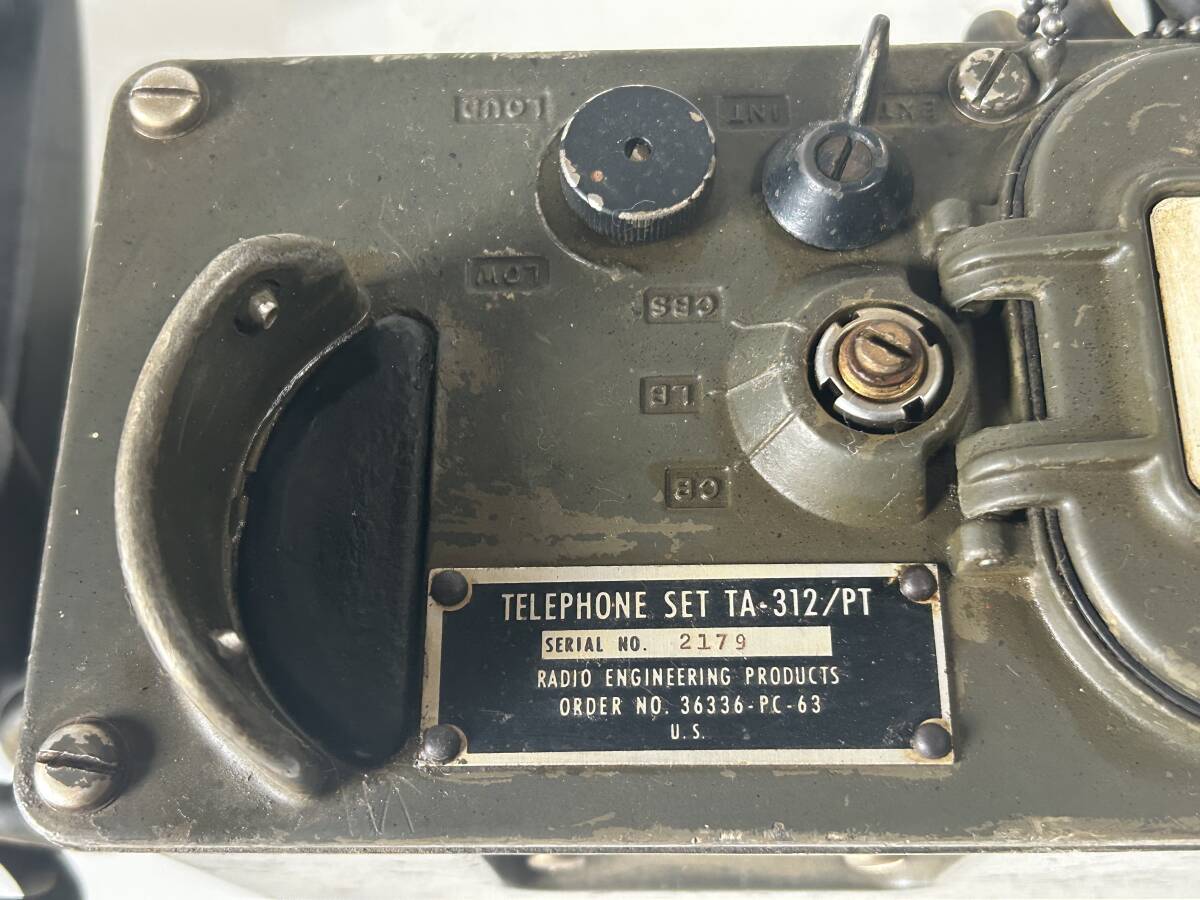 LOUD
INT
EXT
LOW
CBS
LB
CB
TELEPHONE SET TA-312/PT
SERIAL NO. 2179
RADIO ENGINEERING PRODUCTS
ORDER NO. 36336-PC-63
U.S.